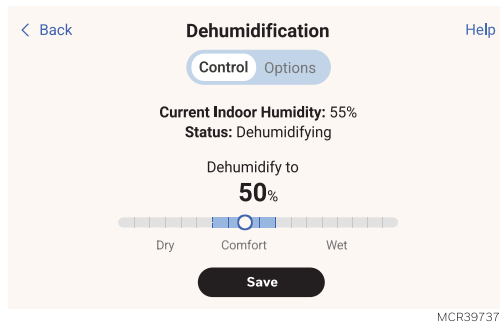 Back Dehumidification Help
Control Options
Current Indoor Humidity: 55%
Status: Dehumidifying
Dehumidify to
50%
Dry Comfort Wet
Save
MCR39737